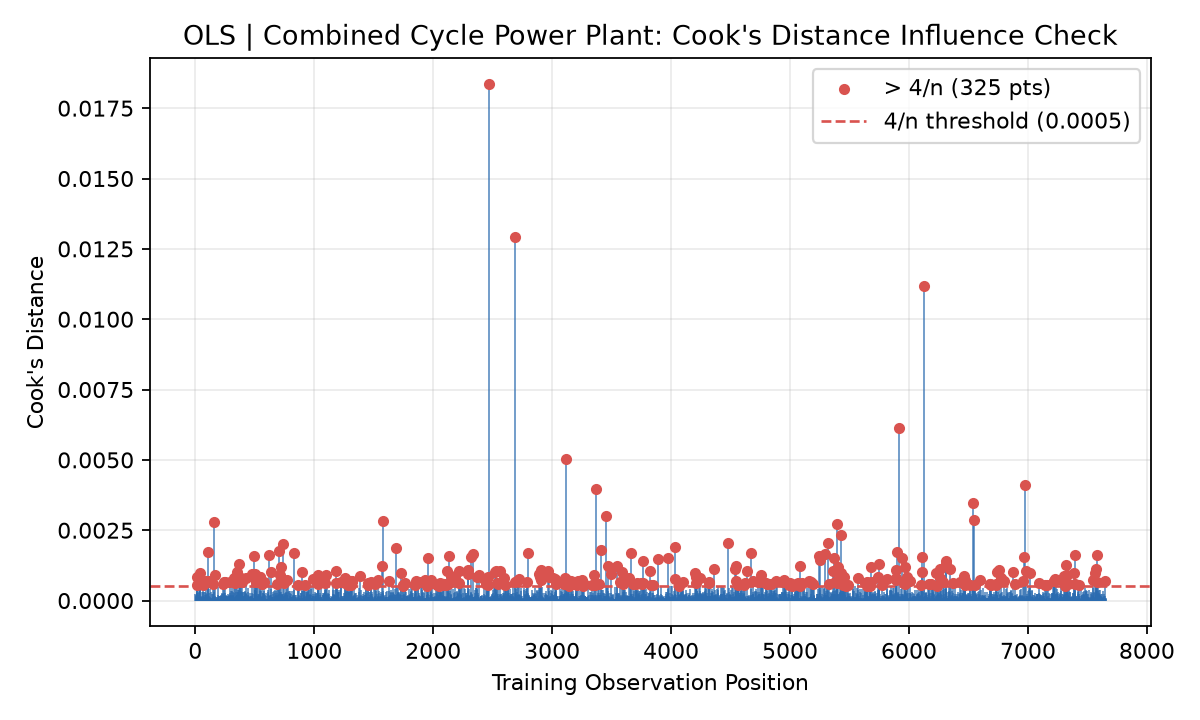 OLS | Combined Cycle Power Plant: Cook's Distance Influence Check
> 4/n (325 pts)
4/n threshold (0.0005)
Cook's Distance
0.0175
0.0150
0.0125
0.0100
0.0075
0.0050
0.0025
0.0000
0 1000 2000 3000 4000 5000 6000 7000 8000
Training Observation Position